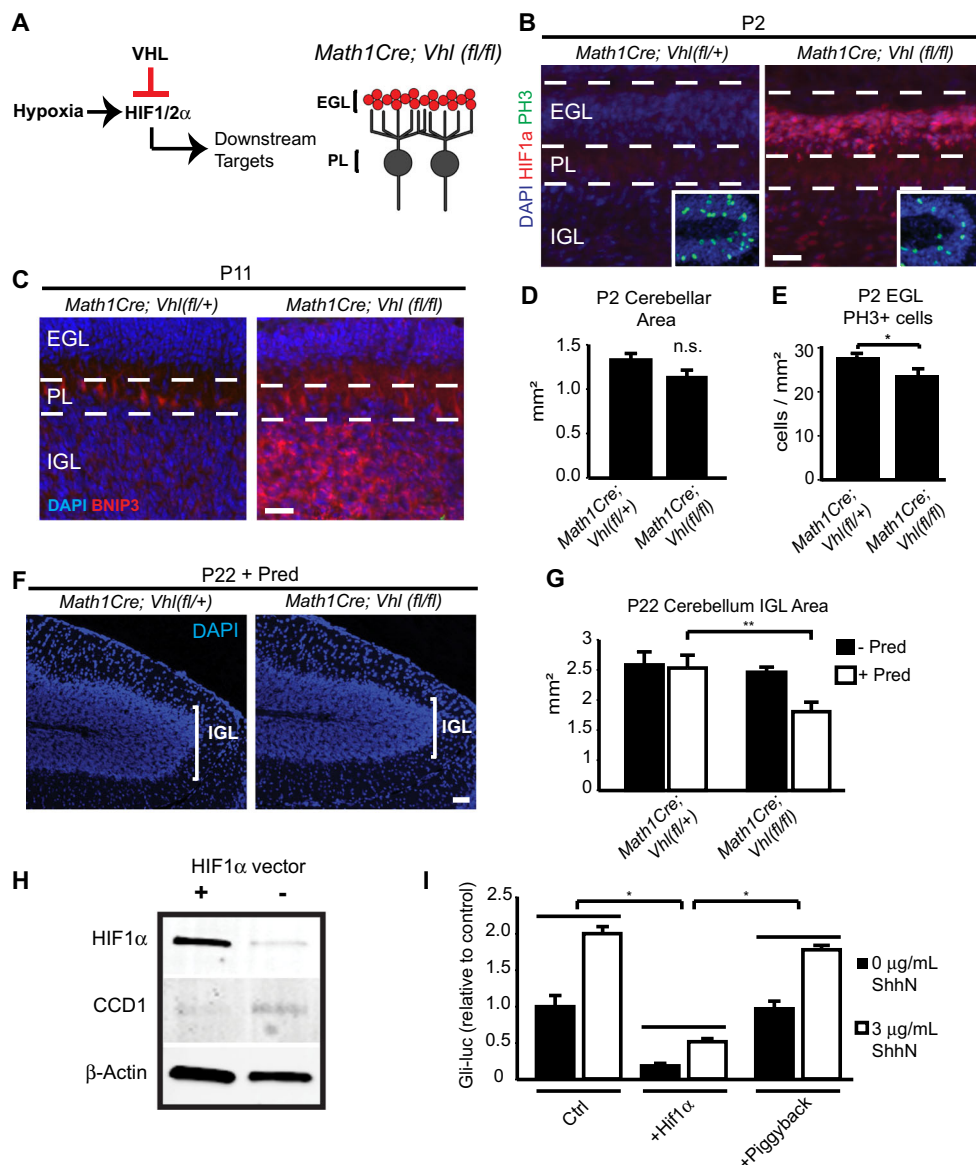 A
VHL
Hypoxia
HIF1/2α
Downstream
Targets
Math1Cre; Vhl (fl/fl)
EGL
PL
B
P2
Math1Cre; Vhl(fl/+)
Math1Cre; Vhl (fl/fl)
DAPI HIF1a PH3
EGL
PL
IGL
C
P11
Math1Cre; Vhl(fl/+)
Math1Cre; Vhl (fl/fl)
EGL
PL
IGL
DAPI BNIP3
D
P2 Cerebellar
Area
n.s.
mm²
1.5
1.0
0.5
0.0
Math1Cre;
Vhl(fl/+)
Math1Cre;
Vhl(fl/fl)
E
P2 EGL
PH3+ cells
*
cells / mm²
30
20
10
0
Math1Cre;
Vhl(fl/+)
Math1Cre;
Vhl(fl/fl)
F
P22 + Pred
Math1Cre; Vhl(fl/+)
Math1Cre; Vhl (fl/fl)
DAPI
IGL
IGL
G
P22 Cerebellum IGL Area
**
- Pred
+ Pred
mm²
2.5
2.5
2
1
0
Math1Cre;
Vhl(fl/+)
Math1Cre;
Vhl(fl/fl)
H
HIF1α vector
+
-
HIF1α
CCD1
β-Actin
I
*
*
Gli-luc (relative to control)
2.5
2.0
1.0
0.5
0
0 µg/mL
ShhN
3 µg/mL
ShhN
Ctrl
+Hif1α
+Piggyback